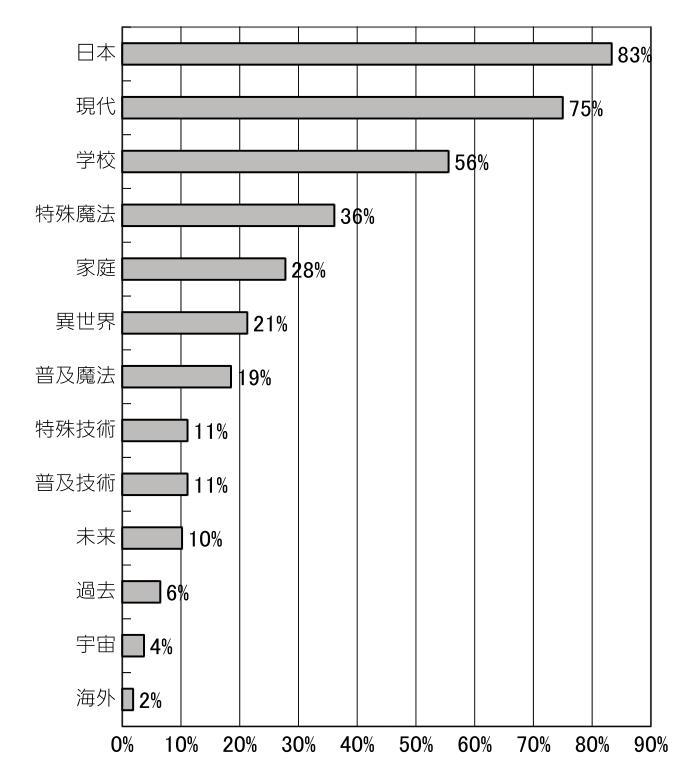 日本 83%
現代 75%
学校 56%
特殊魔法 36%
家庭 28%
異世界 21%
普及魔法 19%
特殊技術 11%
普及技術 11%
未来 10%
過去 6%
宇宙 4%
海外 2%
0% 10% 20% 30% 40% 50% 60% 70% 80% 90%